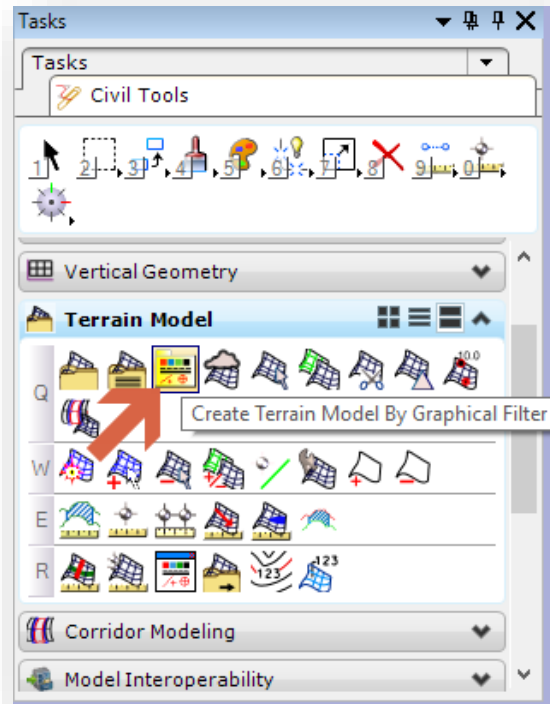 Tasks
Tasks
Civil Tools
1 2 3 4 5 6 7 8 9 0
Vertical Geometry
Terrain Model
Q
10.0
Create Terrain Model By Graphical Filter
W
E
R
123
123
Corridor Modeling
Model Interoperability